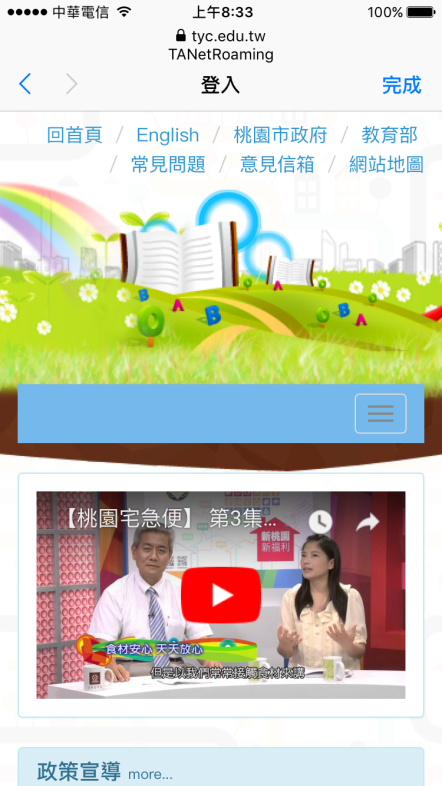 中華電信 上午8:33 100%
tyc.edu.tw
TANetRoaming
登入 完成
回首頁 / English / 桃園市政府 / 教育部
/ 常見問題 / 意見信箱 / 網站地圖
B A B O
B A
【桃園宅急便】 第3集...
新桃園
新福利
食材安心 天天放心
但是以我們常常接觸食材來講
政策宣導 more...